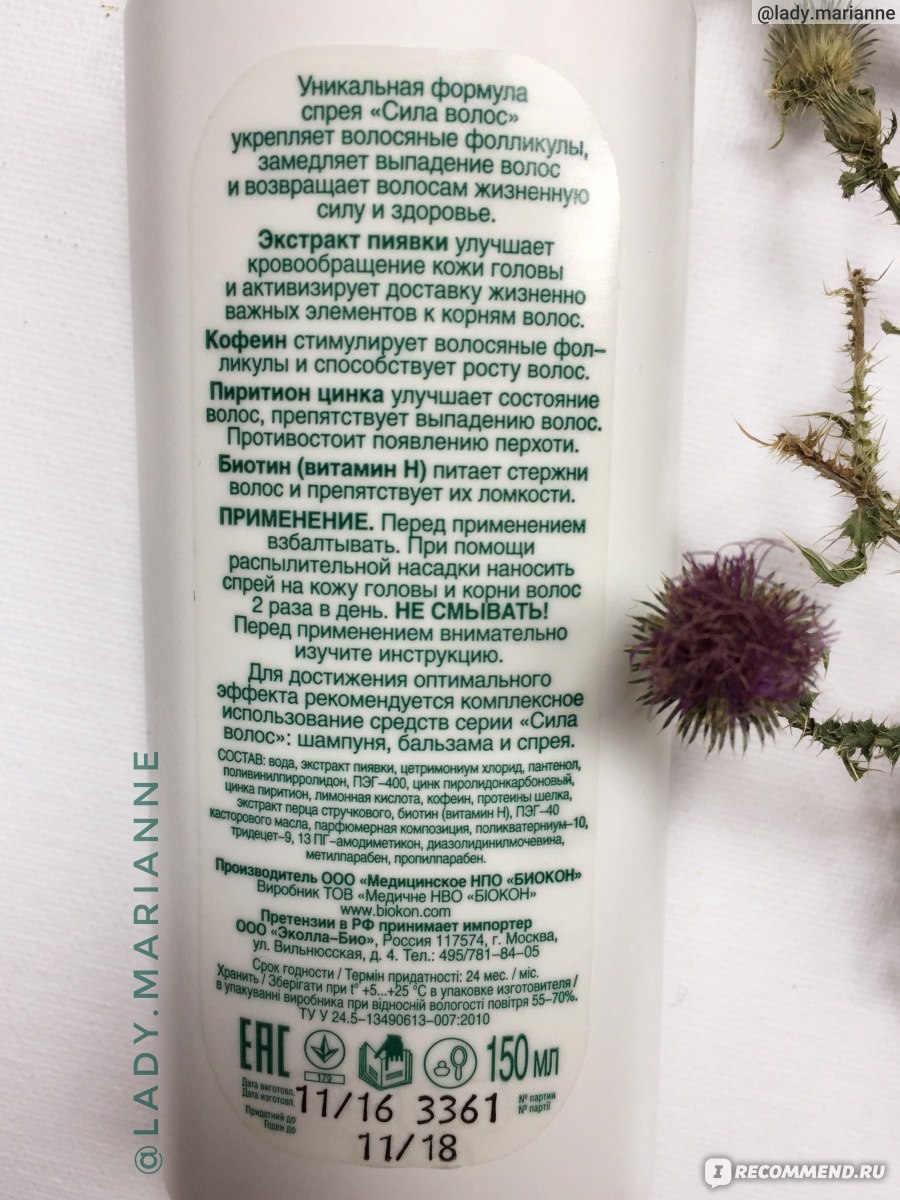 @lady.marianne
Уникальная формула
спрея «Сила волос»
укрепляет волосяные фолликулы,
замедляет выпадение волос
и возвращает волосам жизненную
силу и здоровье.
Экстракт пиявки улучшает
кровообращение кожи головы
и активизирует доставку жизненно
важных элементов к корням волос.
Кофеин стимулирует волосяные фол–
ликулы и способствует росту волос.
Пиритион цинка улучшает состояние
волос, препятствует выпадению волос.
Противостоит появлению перхоти.
Биотин (витамин Н) питает стержни
волос и препятствует их ломкости.
ПРИМЕНЕНИЕ. Перед применением
взбалтывать. При помощи
распылительной насадки наносить
спрей на кожу головы и корни волос
2 раза в день. НЕ СМЫВАТЬ!
Перед применением внимательно
изучите инструкцию.
Для достижения оптимального
эффекта рекомендуется комплексное
использование средств серии «Сила
волос»: шампуня, бальзама и спрея.
СОСТАВ: вода, экстракт пиявки, цетримониум хлорид, пантенол,
поливинилпирролидон, ПЭГ–400, цинк пиролидонкарбоновый,
цинка пиритион, лимонная кислота, кофеин, протеины шелка,
экстракт перца стручкового, биотин (витамин Н), ПЭГ–40
касторового масла, парфюмерная композиция, поликватерниум–10,
тридецет–9, 13 ПГ–амодиметикон, диазолидинилмочевина,
метилпарабен, пропилпарабен.
Производитель ООО «Медицинское НПО «БИОКОН»
Виробник ТОВ «Медичне НВО «БІОКОН»
www.biokon.com
Претензии в РФ принимает импортер
ООО «Эколла–Био», Россия 117574, г. Москва,
ул. Вильнюсская, д. 4. Тел.: 495/781–84–05
Срок годности / Термін придатності: 24 мес. / міс.
Хранить / Зберігати при t° +5...+25 °С в упаковке изготовителя /
в упакуванні виробника при відносній вологості повітря 55–70%.
ТУ У 24.5–13490613–007:2010
ЕАС 179 150 мл
Дата виготовл.
Дата изготовл. 11/16 3361 № партии
№ партії
Придатний до
Годен до 11/18
@LADY.MARIANNE
IRECOMMEND.RU